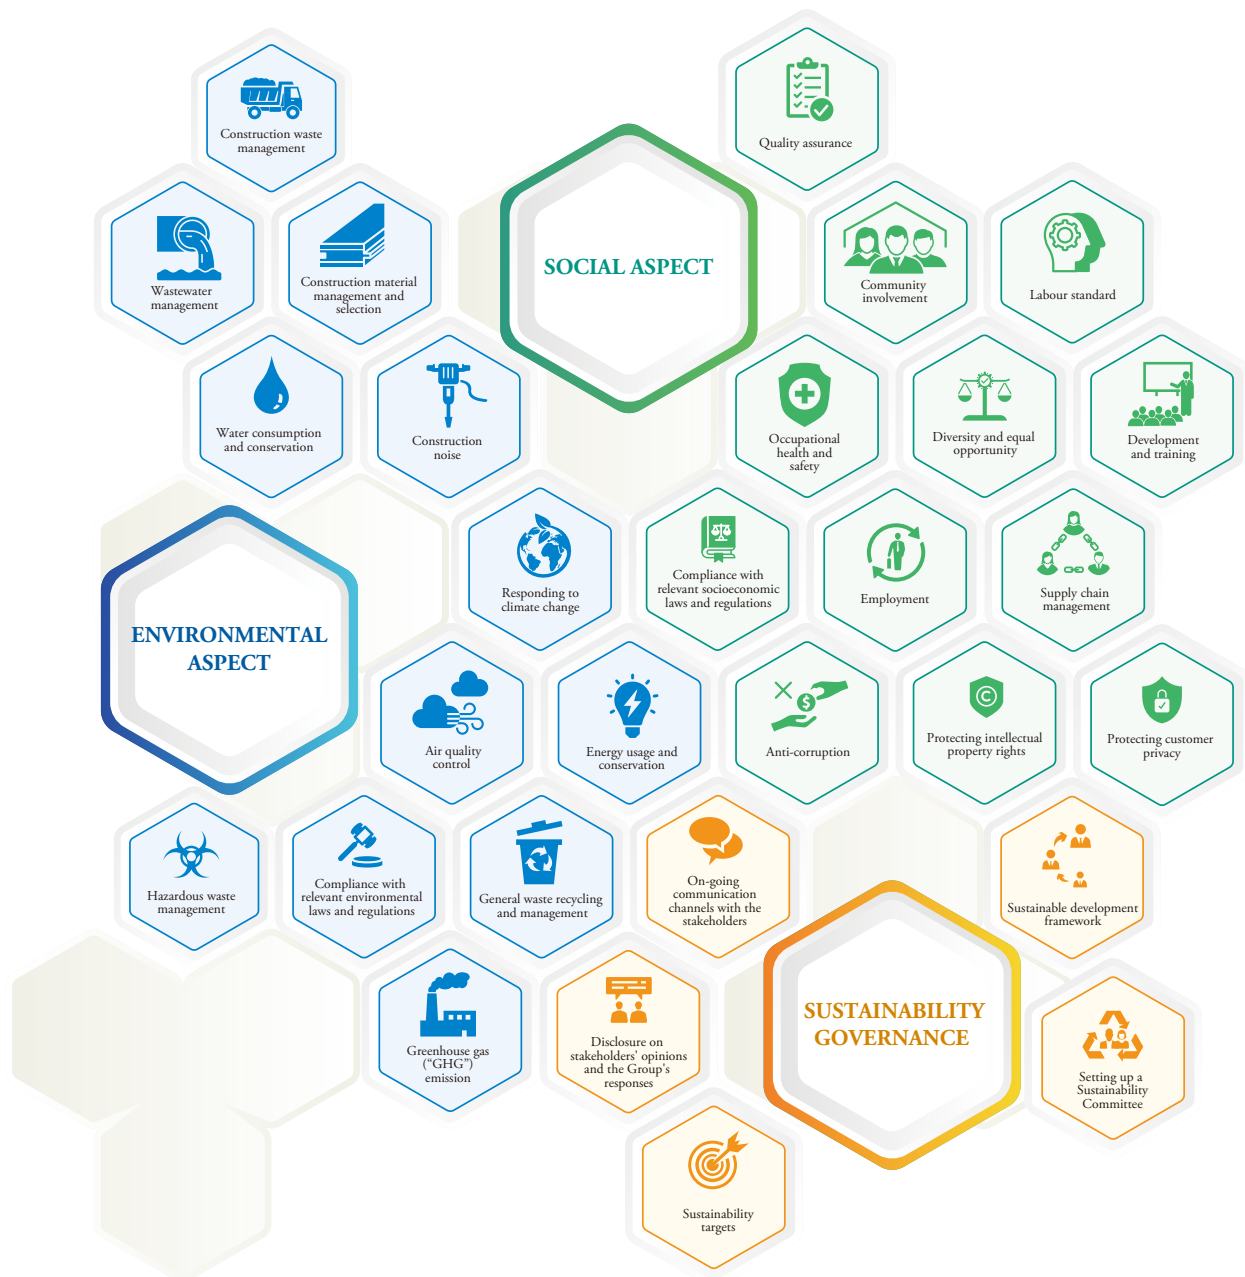 Construction waste
management
Quality assurance
SOCIAL ASPECT
Wastewater
management
Construction material
management and
selection
Community
involvement
Labour standard
Water consumption
and conservation
Construction
noise
Occupational
health and
safety
Diversity and equal
opportunity
Development
and training
Responding to
climate change
Compliance with
relevant socioeconomic
laws and regulations
Employment
Supply chain
management
ENVIRONMENTAL
ASPECT
Air quality
control
Energy usage and
conservation
Anti-corruption
Protecting intellectual
property rights
Protecting customer
privacy
Hazardous waste
management
Compliance with
relevant environmental
laws and regulations
General waste recycling
and management
On-going
communication
channels with the
stakeholders
Sustainable development
framework
SUSTAINABILITY
GOVERNANCE
Greenhouse gas
("GHG")
emission
Disclosure on
stakeholders' opinions
and the Group's
responses
Setting up a
Sustainability
Committee
Sustainability
targets